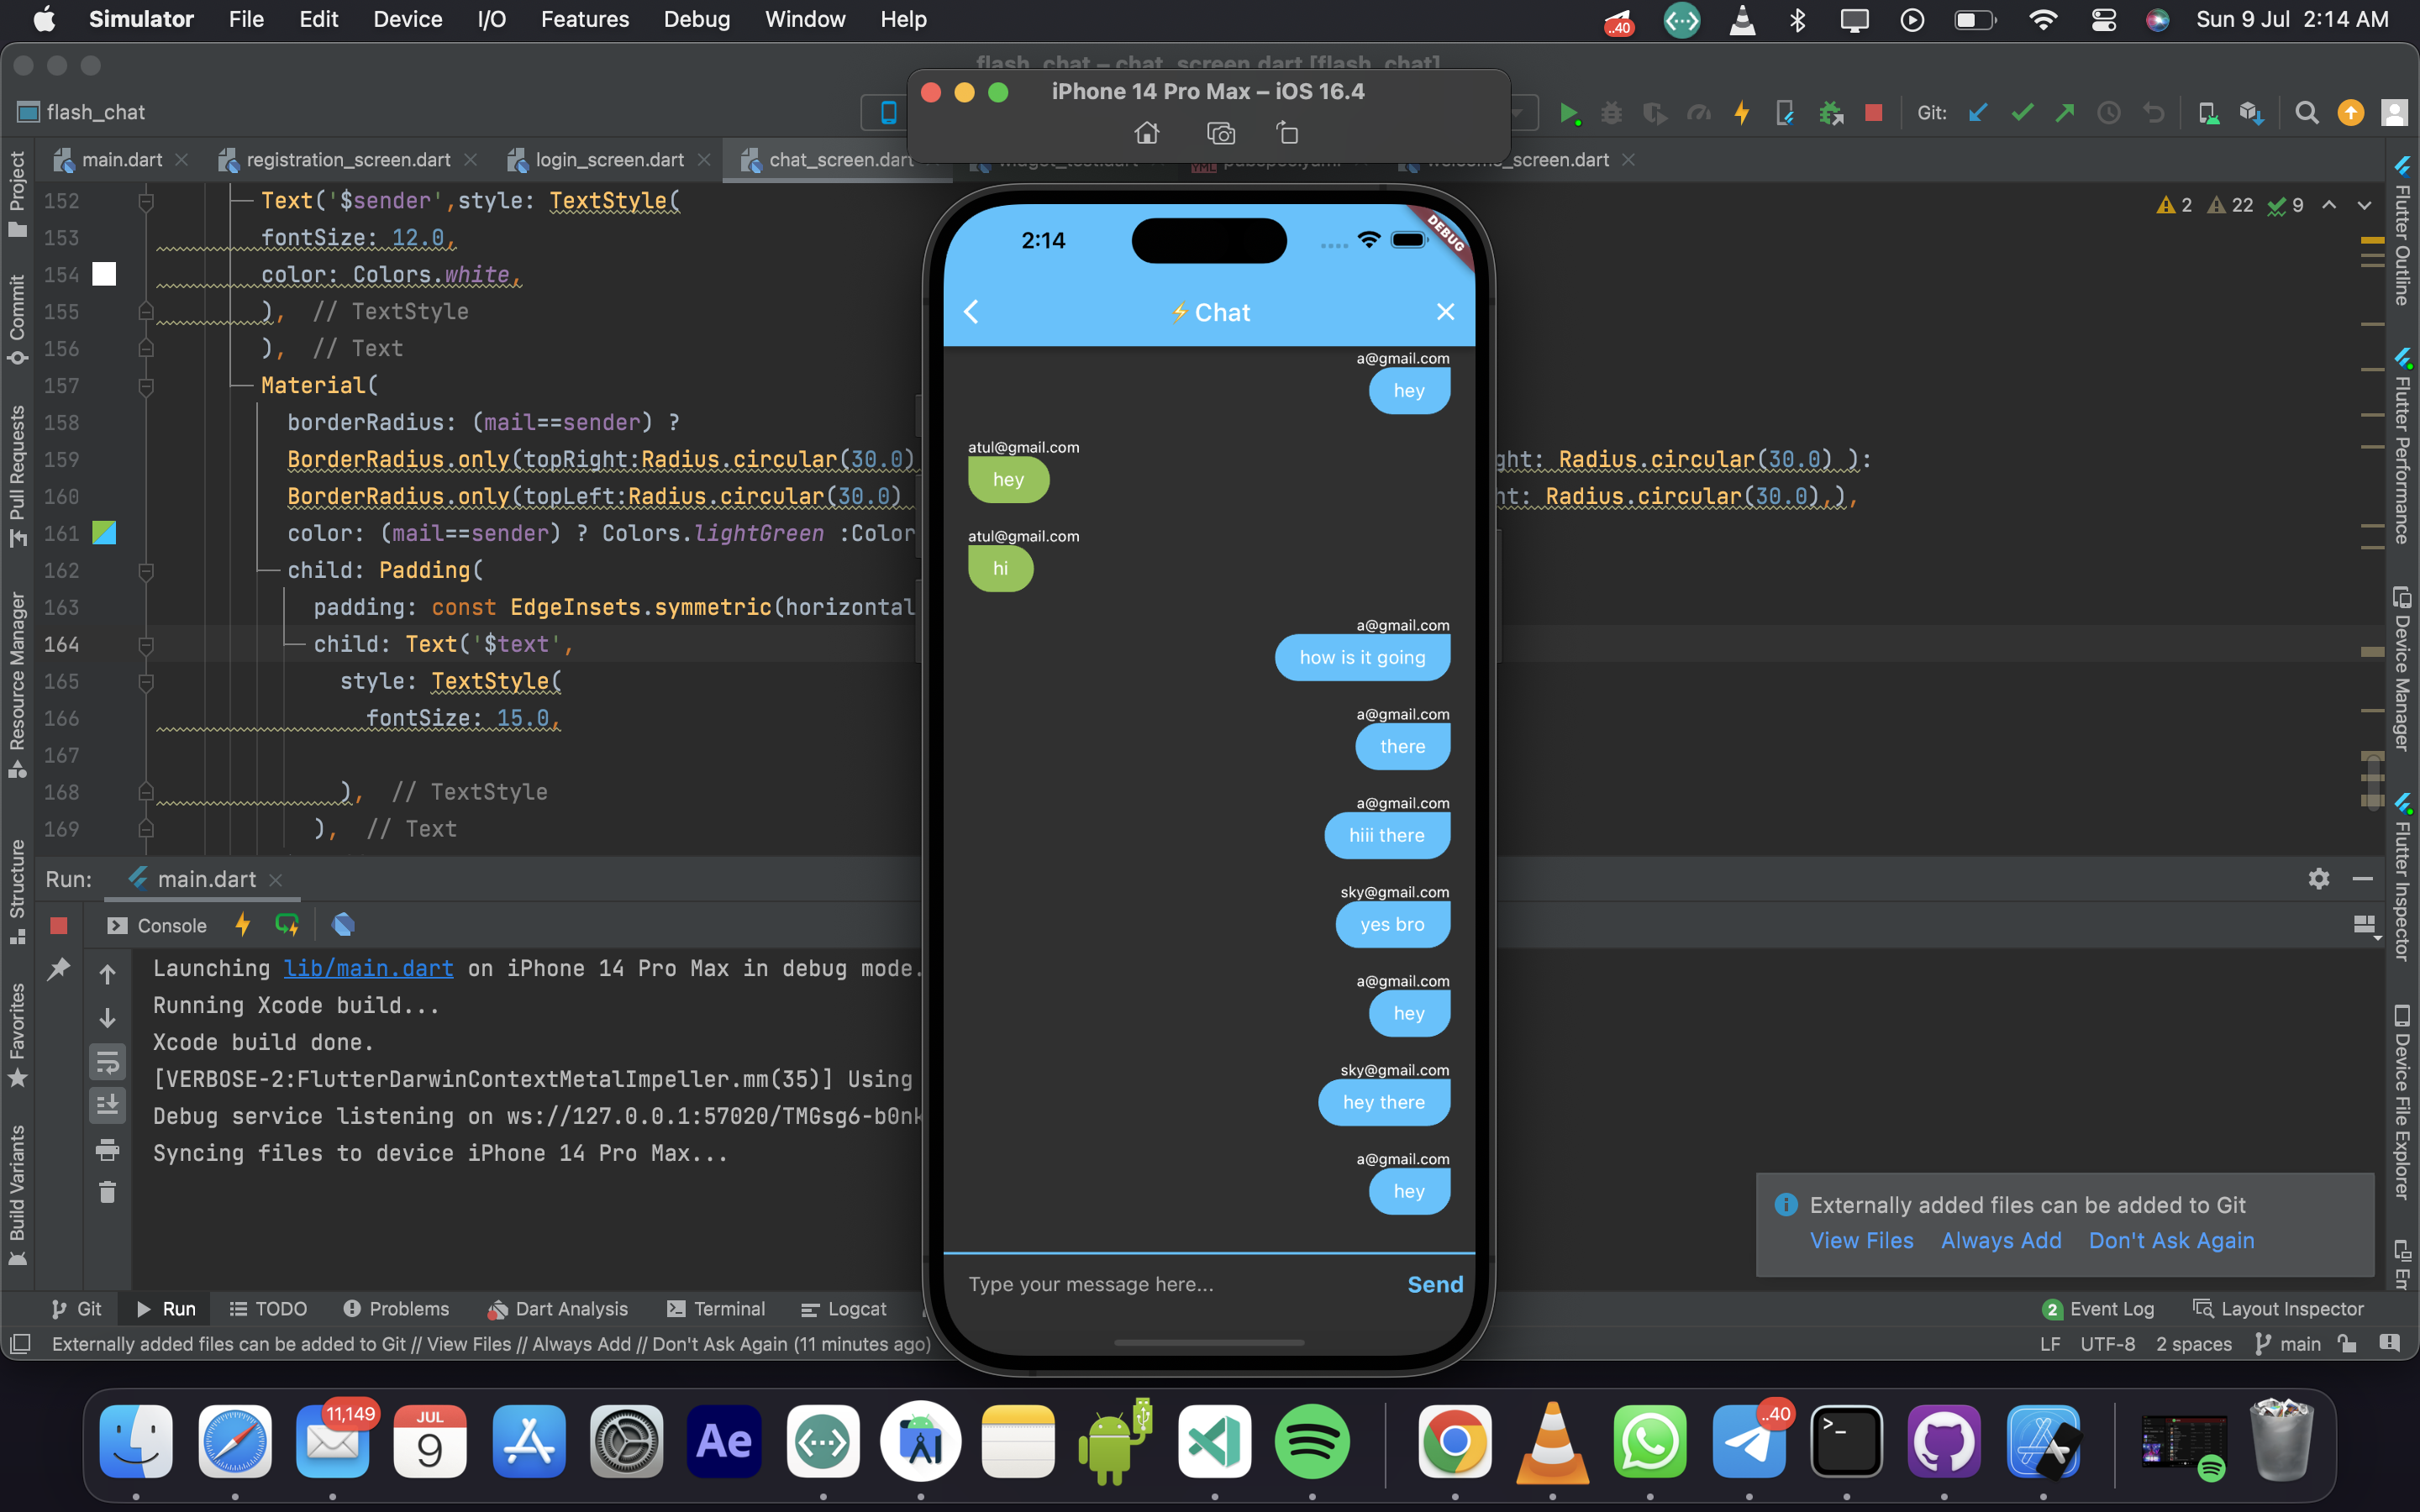 Simulator File Edit Device I/O Features Debug Window Help
..40
Sun 9 Jul 2:14 AM
flash_chat – chat_screen.dart [flash_chat]
iPhone 14 Pro Max – iOS 16.4
flash_chat
Git:
main.dart
registration_screen.dart
login_screen.dart
chat_screen.dart
widget_test.dart
pubspec.yaml
welcome_screen.dart
2 22 9
152 Text('$sender',style: TextStyle(
153 fontSize: 12.0,
154 color: Colors.white,
155 ), // TextStyle
156 ), // Text
157 Material(
158 borderRadius: (mail==sender) ?
159 BorderRadius.only(topRight:Radius.circular(30.0) ght: Radius.circular(30.0) ):
160 BorderRadius.only(topLeft:Radius.circular(30.0) ht: Radius.circular(30.0),),
161 color: (mail==sender) ? Colors.lightGreen :Color
162 child: Padding(
163 padding: const EdgeInsets.symmetric(horizontal
164 child: Text('$text',
165 style: TextStyle(
166 fontSize: 15.0,
167
168 ), // TextStyle
169 ), // Text
Project
Commit
Pull Requests
Resource Manager
Structure
Favorites
Build Variants
2:14
DEBUG
⚡Chat
a@gmail.com
hey
atul@gmail.com
hey
atul@gmail.com
hi
a@gmail.com
how is it going
a@gmail.com
there
a@gmail.com
hiii there
sky@gmail.com
yes bro
a@gmail.com
hey
sky@gmail.com
hey there
a@gmail.com
hey
Type your message here...
Send
Flutter Outline
Flutter Performance
Device Manager
Flutter Inspector
Device File Explorer
Em
Run: main.dart
Console
Launching lib/main.dart on iPhone 14 Pro Max in debug mode.
Running Xcode build...
Xcode build done.
[VERBOSE-2:FlutterDarwinContextMetalImpeller.mm(35)] Using
Debug service listening on ws://127.0.0.1:57020/TMGsg6-b0nk
Syncing files to device iPhone 14 Pro Max...
Externally added files can be added to Git
View Files Always Add Don't Ask Again
Git Run TODO Problems Dart Analysis Terminal Logcat
2 Event Log Layout Inspector
Externally added files can be added to Git // View Files // Always Add // Don't Ask Again (11 minutes ago)
LF UTF-8 2 spaces main
11,149
JUL
9
Ae
..40